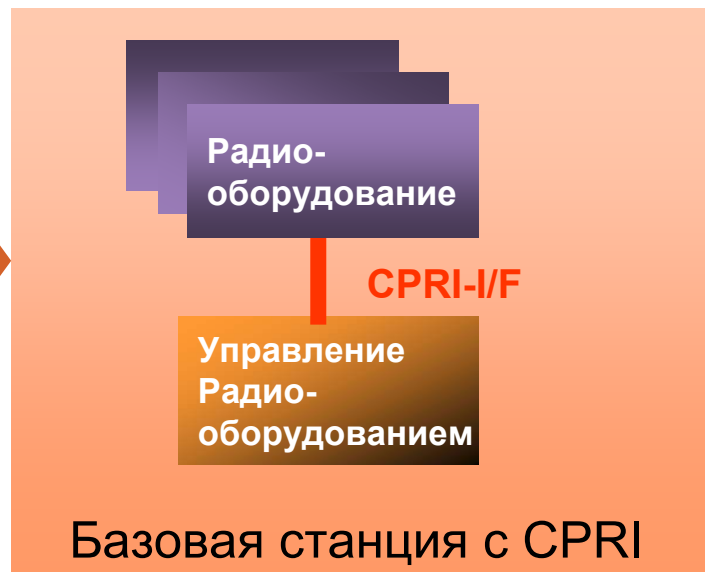 Радио-
оборудование
CPRI-I/F
Управление
Радио-
оборудованием
Базовая станция с CPRI